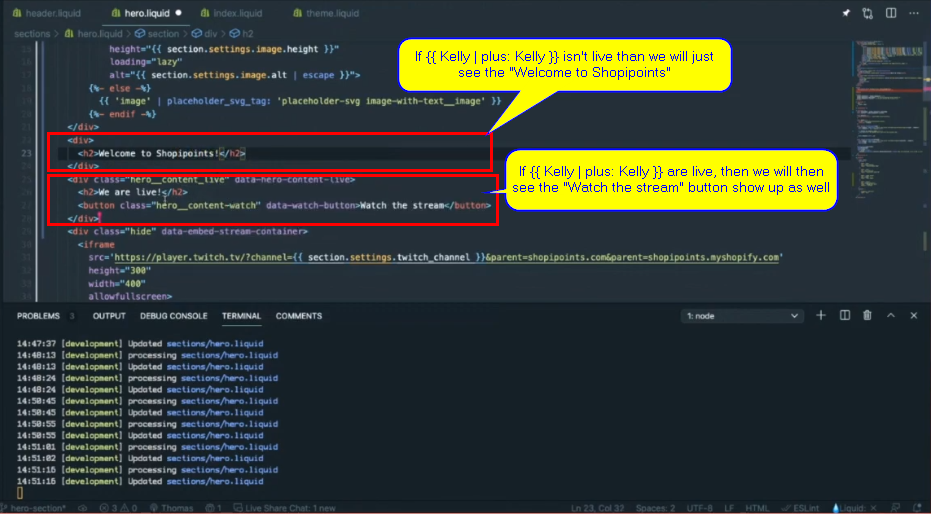 header.liquid hero.liquid index.liquid theme.liquid
sections > hero.liquid > section > div > h2
height="{{ section.settings.image.height }}"
loading="lazy"
alt="{{ section.settings.image.alt | escape }}">
{%- else -%}
{{ 'image' | placeholder_svg_tag: 'placeholder-svg image-with-text__image' }}
{%- endif -%}
</div>
If {{ Kelly | plus: Kelly }} isn't live than we will just
see the "Welcome to Shopipoints"
<div>
23 <h2>Welcome to Shopipoints!</h2>
</div>
<div class="hero__content_live" data-hero-content-live>
<h2>We are live!</h2>
<button class="hero__content-watch" data-watch-button>Watch the stream</button>
</div>
If {{ Kelly | plus: Kelly }} are live, then we will then
see the "Watch the stream" button show up as well
<div class="hide" data-embed-stream-container>
<iframe
src='https://player.twitch.tv/?channel={{ section.settings.twitch_channel }}&parent=shopipoints.com&parent=shopipoints.myshopify.com'
height="300"
width="400"
allowfullscreen>
PROBLEMS 3 OUTPUT DEBUG CONSOLE TERMINAL COMMENTS 1: node
14:47:37 [development] Updated sections/hero.liquid
14:48:13 [development] processing sections/hero.liquid
14:48:13 [development] Updated sections/hero.liquid
14:48:24 [development] processing sections/hero.liquid
14:48:24 [development] Updated sections/hero.liquid
14:50:45 [development] processing sections/hero.liquid
14:50:45 [development] Updated sections/hero.liquid
14:50:55 [development] processing sections/hero.liquid
14:50:55 [development] Updated sections/hero.liquid
14:51:01 [development] processing sections/hero.liquid
14:51:02 [development] Updated sections/hero.liquid
14:51:16 [development] processing sections/hero.liquid
14:51:16 [development] Updated sections/hero.liquid
hero-section* 3 0 Thomas 1 Live Share Chat: 1 new Ln 23, Col 32 Spaces: 2 UTF-8 LF HTML ESLint Liquid: